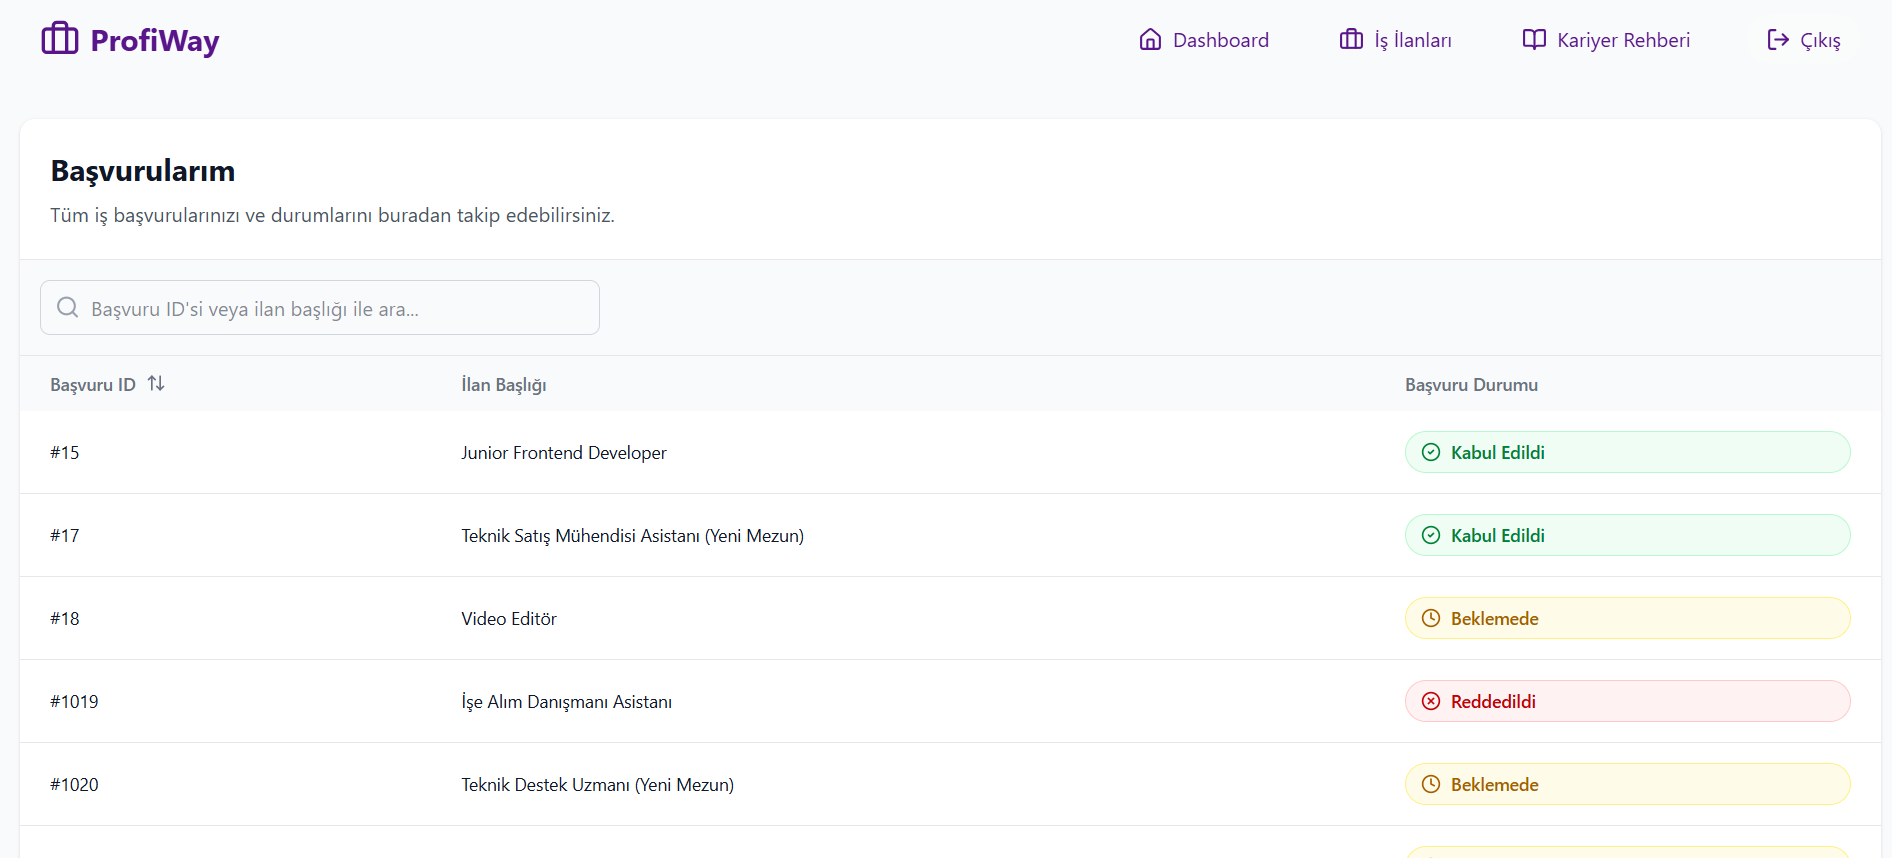 ProfiWay
Dashboard
İş İlanları
Kariyer Rehberi
Çıkış
Başvurularım
Tüm iş başvurularınızı ve durumlarını buradan takip edebilirsiniz.
Başvuru ID'si veya ilan başlığı ile ara...
Başvuru ID İlan Başlığı Başvuru Durumu
#15 Junior Frontend Developer Kabul Edildi
#17 Teknik Satış Mühendisi Asistanı (Yeni Mezun) Kabul Edildi
#18 Video Editör Beklemede
#1019 İşe Alım Danışmanı Asistanı Reddedildi
#1020 Teknik Destek Uzmanı (Yeni Mezun) Beklemede